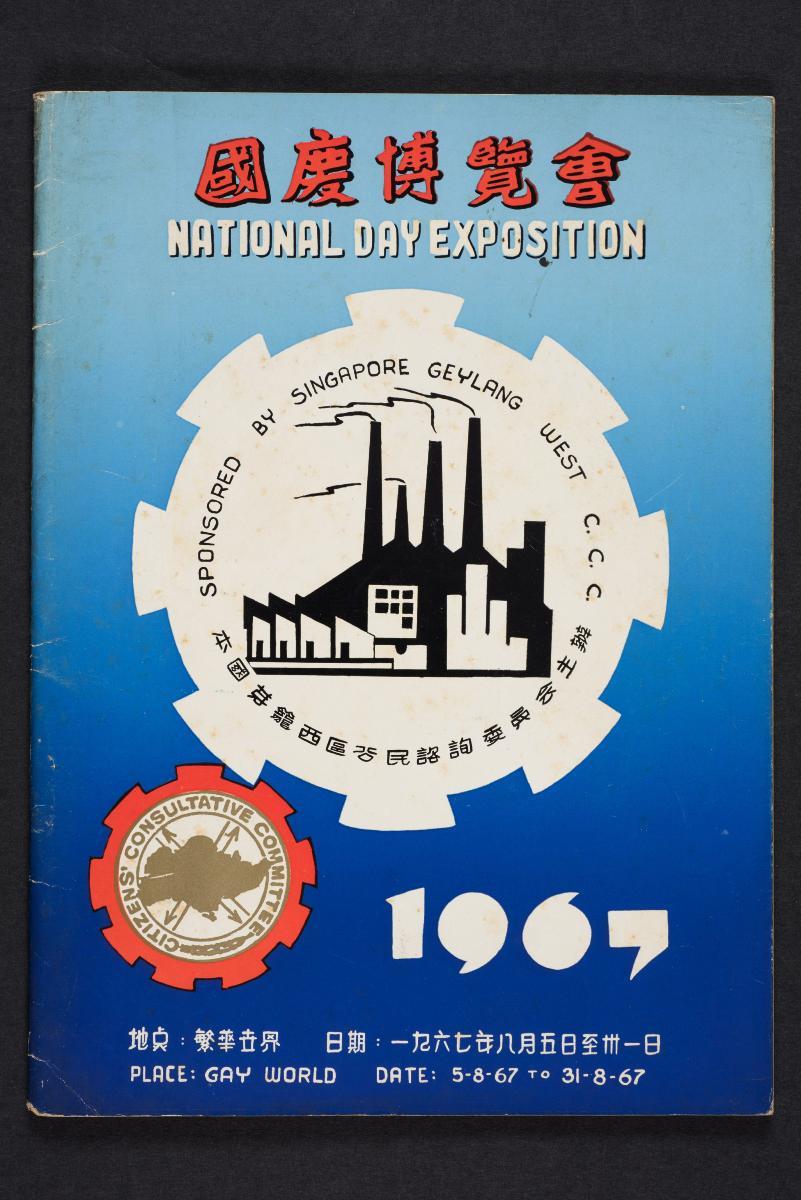 國慶博覽會
NATIONAL DAY EXPOSITION
SPONSORED BY SINGAPORE GEYLANG WEST C.C.C.
本國芽籠西區公民諮詢委員会主辦
CITIZENS' CONSULTATIVE COMMITTEE
1967
地点：繁華世界 日期：一九六七年八月五日至卅一日
PLACE: GAY WORLD DATE: 5-8-67 TO 31-8-67